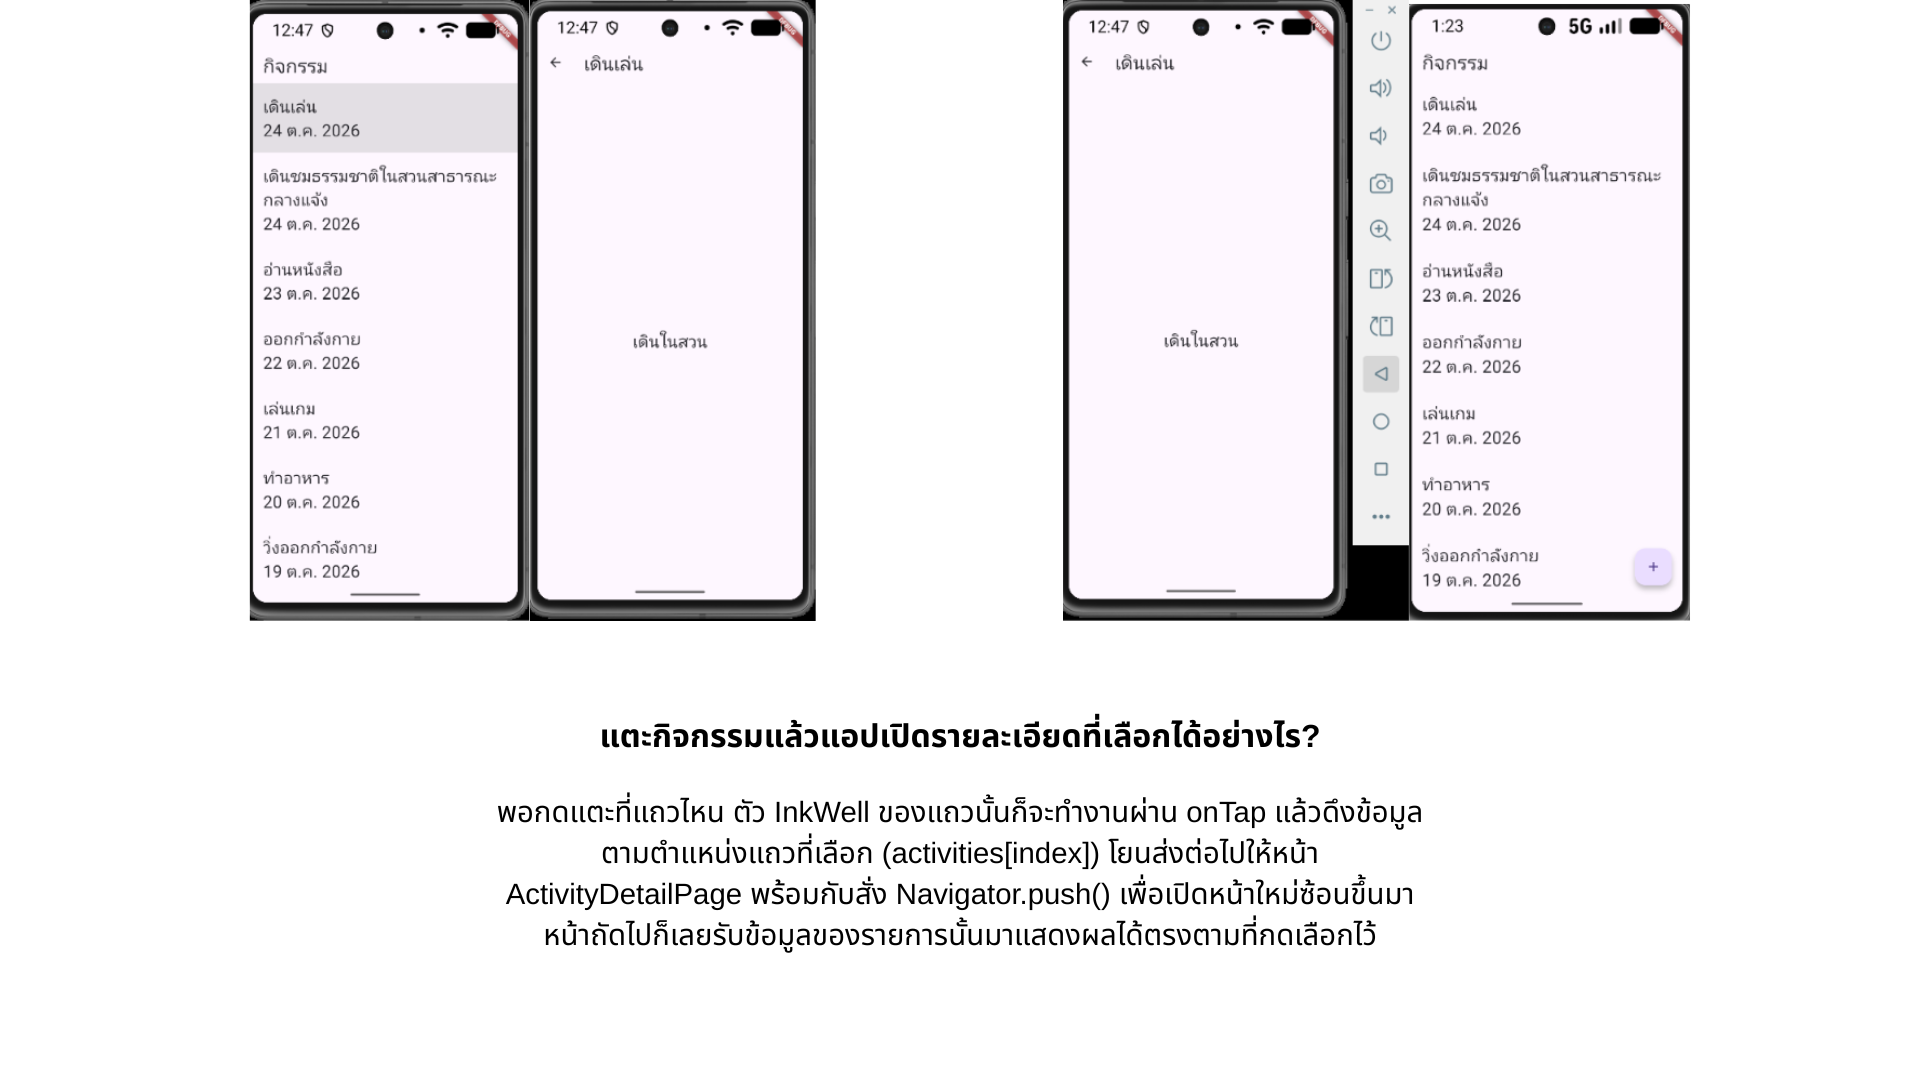 12:47
กิจกรรม
เดินเล่น
24 ต.ค. 2026
เดินชมธรรมชาติในสวนสาธารณะ
กลางแจ้ง
24 ต.ค. 2026
อ่านหนังสือ
23 ต.ค. 2026
ออกกำลังกาย
22 ต.ค. 2026
เล่นเกม
21 ต.ค. 2026
ทำอาหาร
20 ต.ค. 2026
วิ่งออกกำลังกาย
19 ต.ค. 2026
12:47
เดินเล่น
เดินในสวน
12:47
เดินเล่น
เดินในสวน
1:23 5G
กิจกรรม
เดินเล่น
24 ต.ค. 2026
เดินชมธรรมชาติในสวนสาธารณะ
กลางแจ้ง
24 ต.ค. 2026
อ่านหนังสือ
23 ต.ค. 2026
ออกกำลังกาย
22 ต.ค. 2026
เล่นเกม
21 ต.ค. 2026
ทำอาหาร
20 ต.ค. 2026
วิ่งออกกำลังกาย
19 ต.ค. 2026
แตะกิจกรรมแล้วแอปเปิดรายละเอียดที่เลือกได้อย่างไร?
พอกดแตะที่แถวไหน ตัว InkWell ของแถวนั้นก็จะทำงานผ่าน onTap แล้วดึงข้อมูล
ตามตำแหน่งแถวที่เลือก (activities[index]) โยนส่งต่อไปให้หน้า
ActivityDetailPage พร้อมกับสั่ง Navigator.push() เพื่อเปิดหน้าใหม่ซ้อนขึ้นมา
หน้าถัดไปก็เลยรับข้อมูลของรายการนั้นมาแสดงผลได้ตรงตามที่กดเลือกไว้